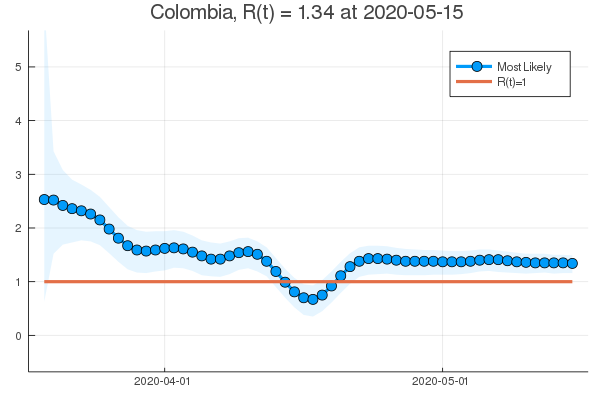 Colombia, R(t) = 1.34 at 2020-05-15
Most Likely
R(t)=1
5
4
3
2
1
0
2020-04-01
2020-05-01